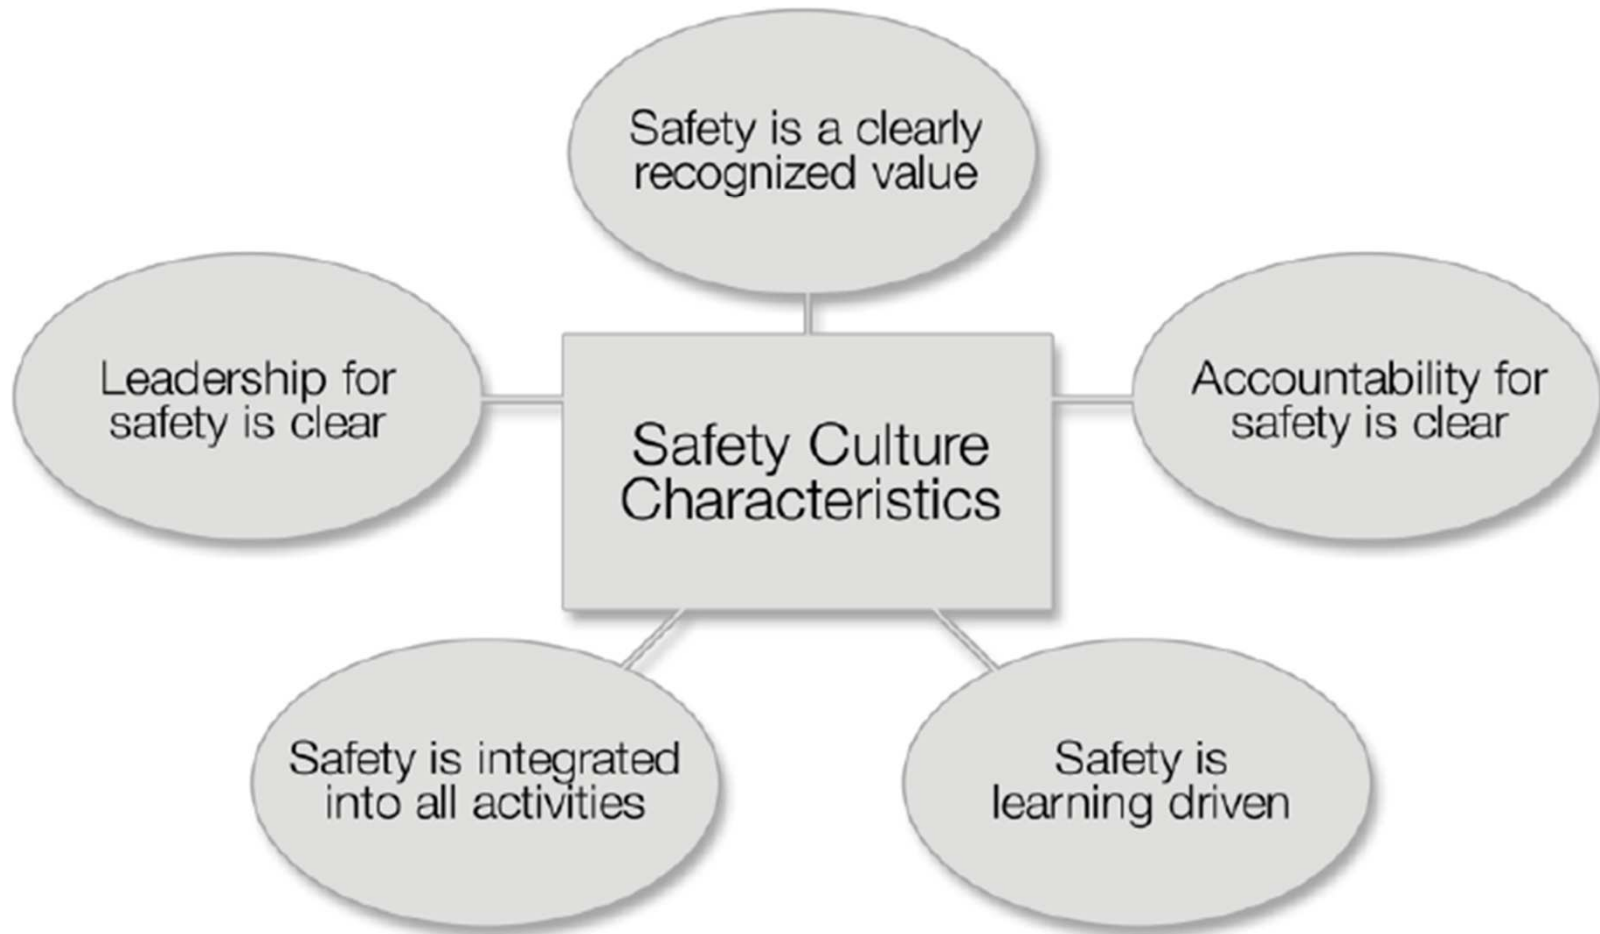 Safety is a clearly
recognized value
Leadership for
safety is clear
Accountability for
safety is clear
Safety Culture
Characteristics
Safety is integrated
into all activities
Safety is
learning driven